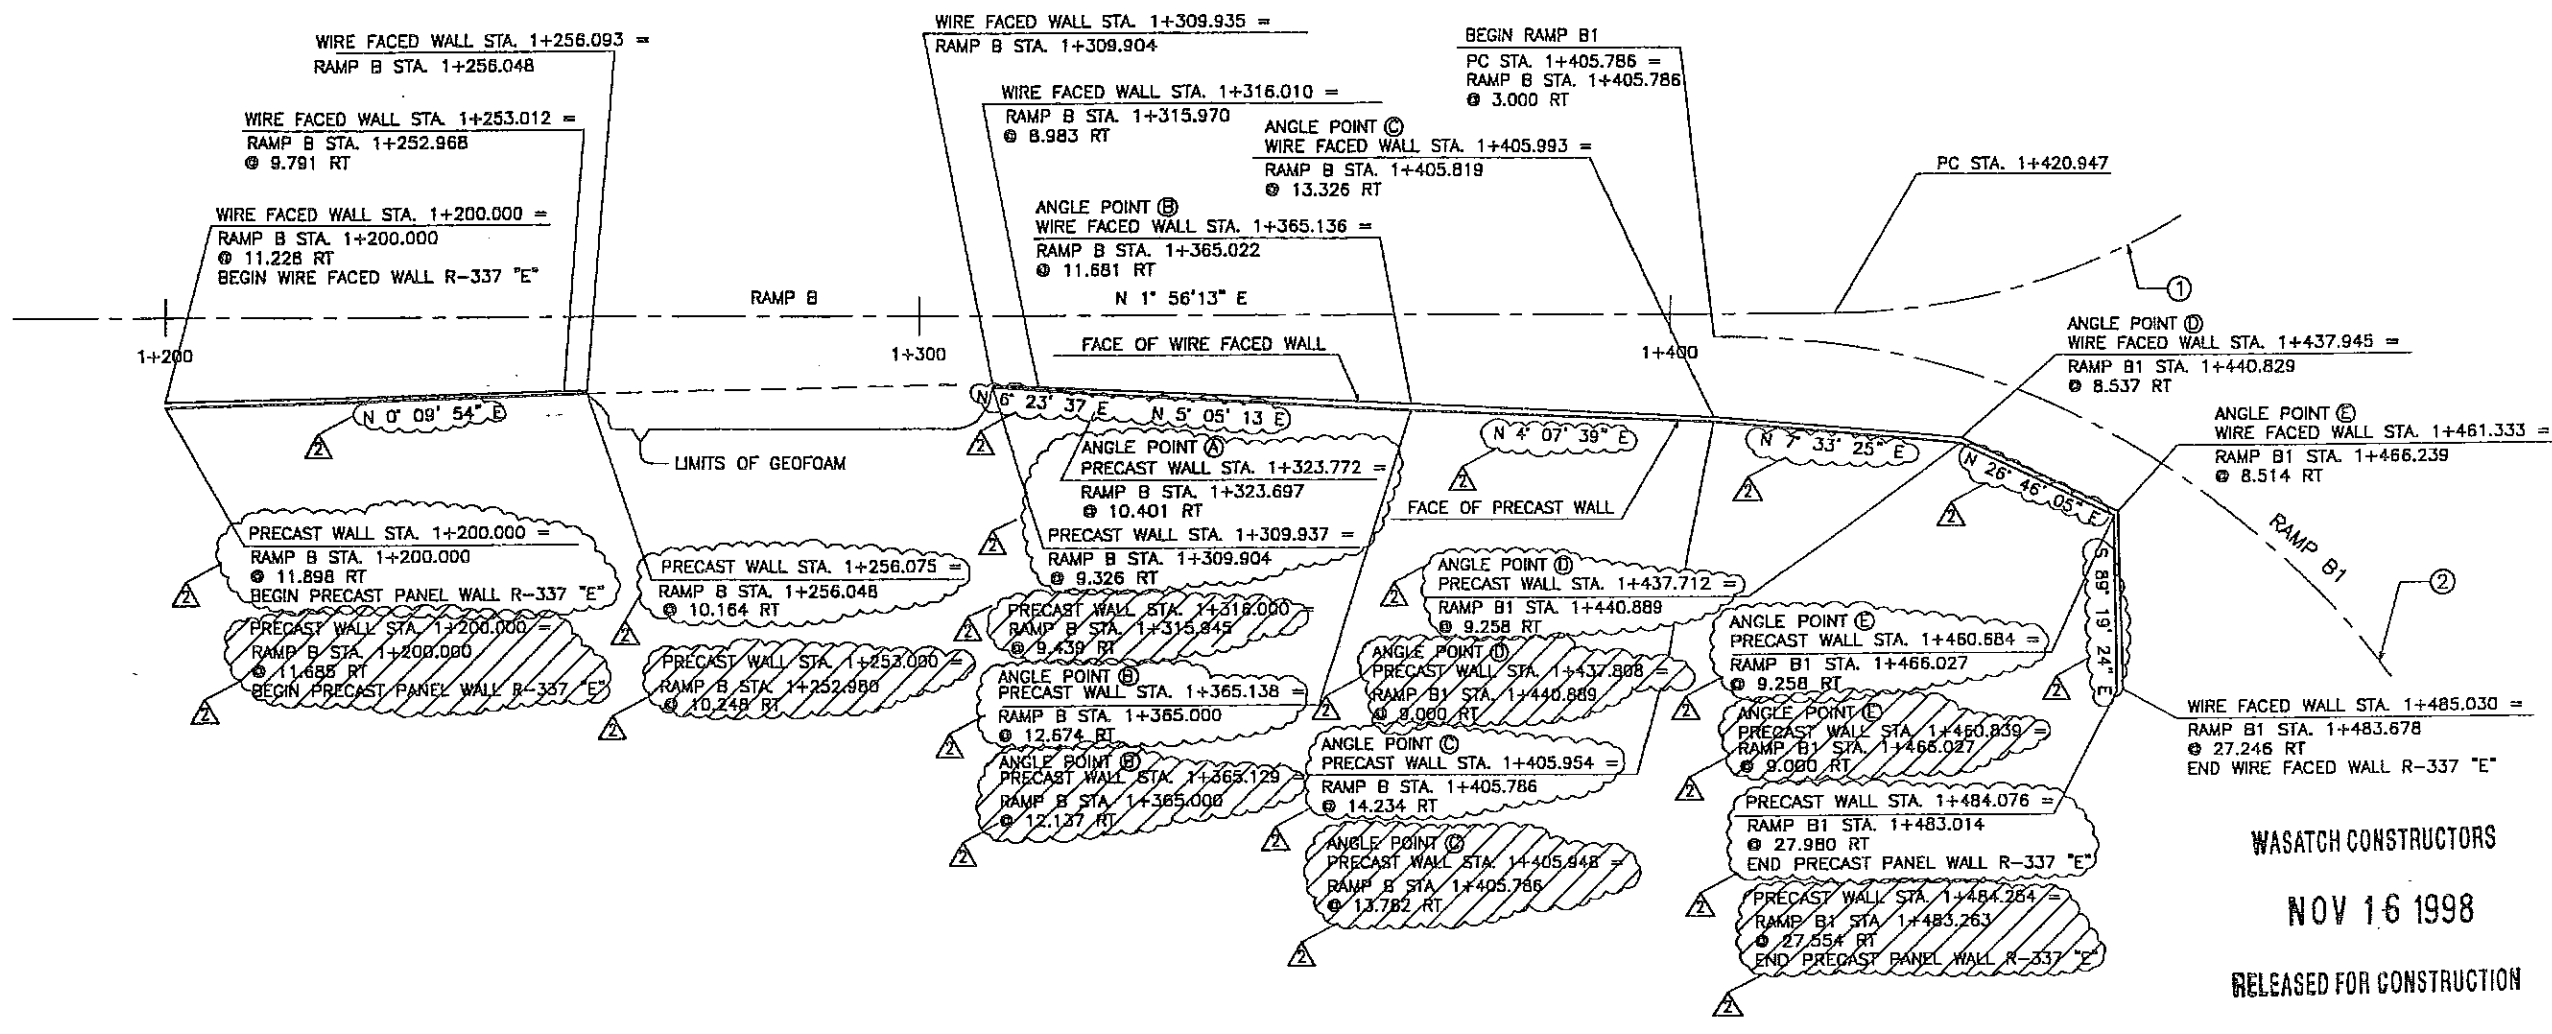 WIRE FACED WALL STA. 1+256.093 =
RAMP B STA. 1+256.048
WIRE FACED WALL STA. 1+253.012 =
RAMP B STA. 1+252.968
@ 9.791 RT
WIRE FACED WALL STA. 1+200.000 =
RAMP B STA. 1+200.000
@ 11.226 RT
BEGIN WIRE FACED WALL R-337 "E"
WIRE FACED WALL STA. 1+309.935 =
RAMP B STA. 1+309.904
WIRE FACED WALL STA. 1+316.010 =
RAMP B STA. 1+315.970
@ 8.983 RT
ANGLE POINT Ⓑ
WIRE FACED WALL STA. 1+365.136 =
RAMP B STA. 1+365.022
@ 11.681 RT
BEGIN RAMP B1
PC STA. 1+405.786 =
RAMP B STA. 1+405.786
@ 3.000 RT
ANGLE POINT Ⓒ
WIRE FACED WALL STA. 1+405.993 =
RAMP B STA. 1+405.819
@ 13.326 RT
PC STA. 1+420.947
RAMP B
N 1° 56'13" E
①
1+200
1+300
1+400
FACE OF WIRE FACED WALL
ANGLE POINT Ⓓ
WIRE FACED WALL STA. 1+437.945 =
RAMP B1 STA. 1+440.829
@ 8.537 RT
ANGLE POINT Ⓔ
WIRE FACED WALL STA. 1+461.333 =
RAMP B1 STA. 1+466.239
@ 8.514 RT
N 0° 09' 54" E
2
LIMITS OF GEOFOAM
N 6° 23' 37 E
N 5° 05' 13 E
2
N 4° 07' 39" E
2
N 7° 33' 25" E
2
N 26° 46' 05" E
2
FACE OF PRECAST WALL
RAMP B1
②
S 89° 19' 24" E
2
ANGLE POINT Ⓐ
PRECAST WALL STA. 1+323.772 =
RAMP B STA. 1+323.697
@ 10.401 RT
PRECAST WALL STA. 1+309.937 =
RAMP B STA. 1+309.904
@ 9.326 RT
2
PRECAST WALL STA. 1+200.000 =
RAMP B STA. 1+200.000
@ 11.898 RT
BEGIN PRECAST PANEL WALL R-337 "E"
2
PRECAST WALL STA. 1+200.000 =
RAMP B STA. 1+200.000
@ 11.685 RT
BEGIN PRECAST PANEL WALL R-337 "E"
2
PRECAST WALL STA. 1+256.075 =
RAMP B STA. 1+256.048
@ 10.164 RT
2
PRECAST WALL STA. 1+253.000 =
RAMP B STA. 1+252.980
@ 10.248 RT
2
PRECAST WALL STA. 1+316.000 =
RAMP B STA. 1+315.945
@ 9.439 RT
2
ANGLE POINT Ⓑ
PRECAST WALL STA. 1+365.138 =
RAMP B STA. 1+365.000
@ 12.674 RT
2
ANGLE POINT Ⓑ
PRECAST WALL STA. 1+365.129 =
RAMP B STA. 1+365.000
@ 12.137 RT
2
ANGLE POINT Ⓓ
PRECAST WALL STA. 1+437.712 =
RAMP B1 STA. 1+440.889
@ 9.258 RT
2
ANGLE POINT Ⓓ
PRECAST WALL STA. 1+437.808 =
RAMP B1 STA. 1+440.889
@ 9.000 RT
2
ANGLE POINT Ⓒ
PRECAST WALL STA. 1+405.954 =
RAMP B STA. 1+405.786
@ 14.234 RT
2
ANGLE POINT Ⓒ
PRECAST WALL STA. 1+405.948 =
RAMP B STA. 1+405.786
@ 13.782 RT
2
ANGLE POINT Ⓔ
PRECAST WALL STA. 1+460.684 =
RAMP B1 STA. 1+466.027
@ 9.258 RT
2
ANGLE POINT Ⓔ
PRECAST WALL STA. 1+460.839 =
RAMP B1 STA. 1+466.027
@ 9.000 RT
2
PRECAST WALL STA. 1+484.076 =
RAMP B1 STA. 1+483.014
@ 27.980 RT
END PRECAST PANEL WALL R-337 "E"
2
PRECAST WALL STA. 1+484.264 =
RAMP B1 STA. 1+483.263
@ 27.554 RT
END PRECAST PANEL WALL R-337 "E"
2
WIRE FACED WALL STA. 1+485.030 =
RAMP B1 STA. 1+483.678
@ 27.246 RT
END WIRE FACED WALL R-337 "E"
WASATCH CONSTRUCTORS
NOV 16 1998
RELEASED FOR CONSTRUCTION